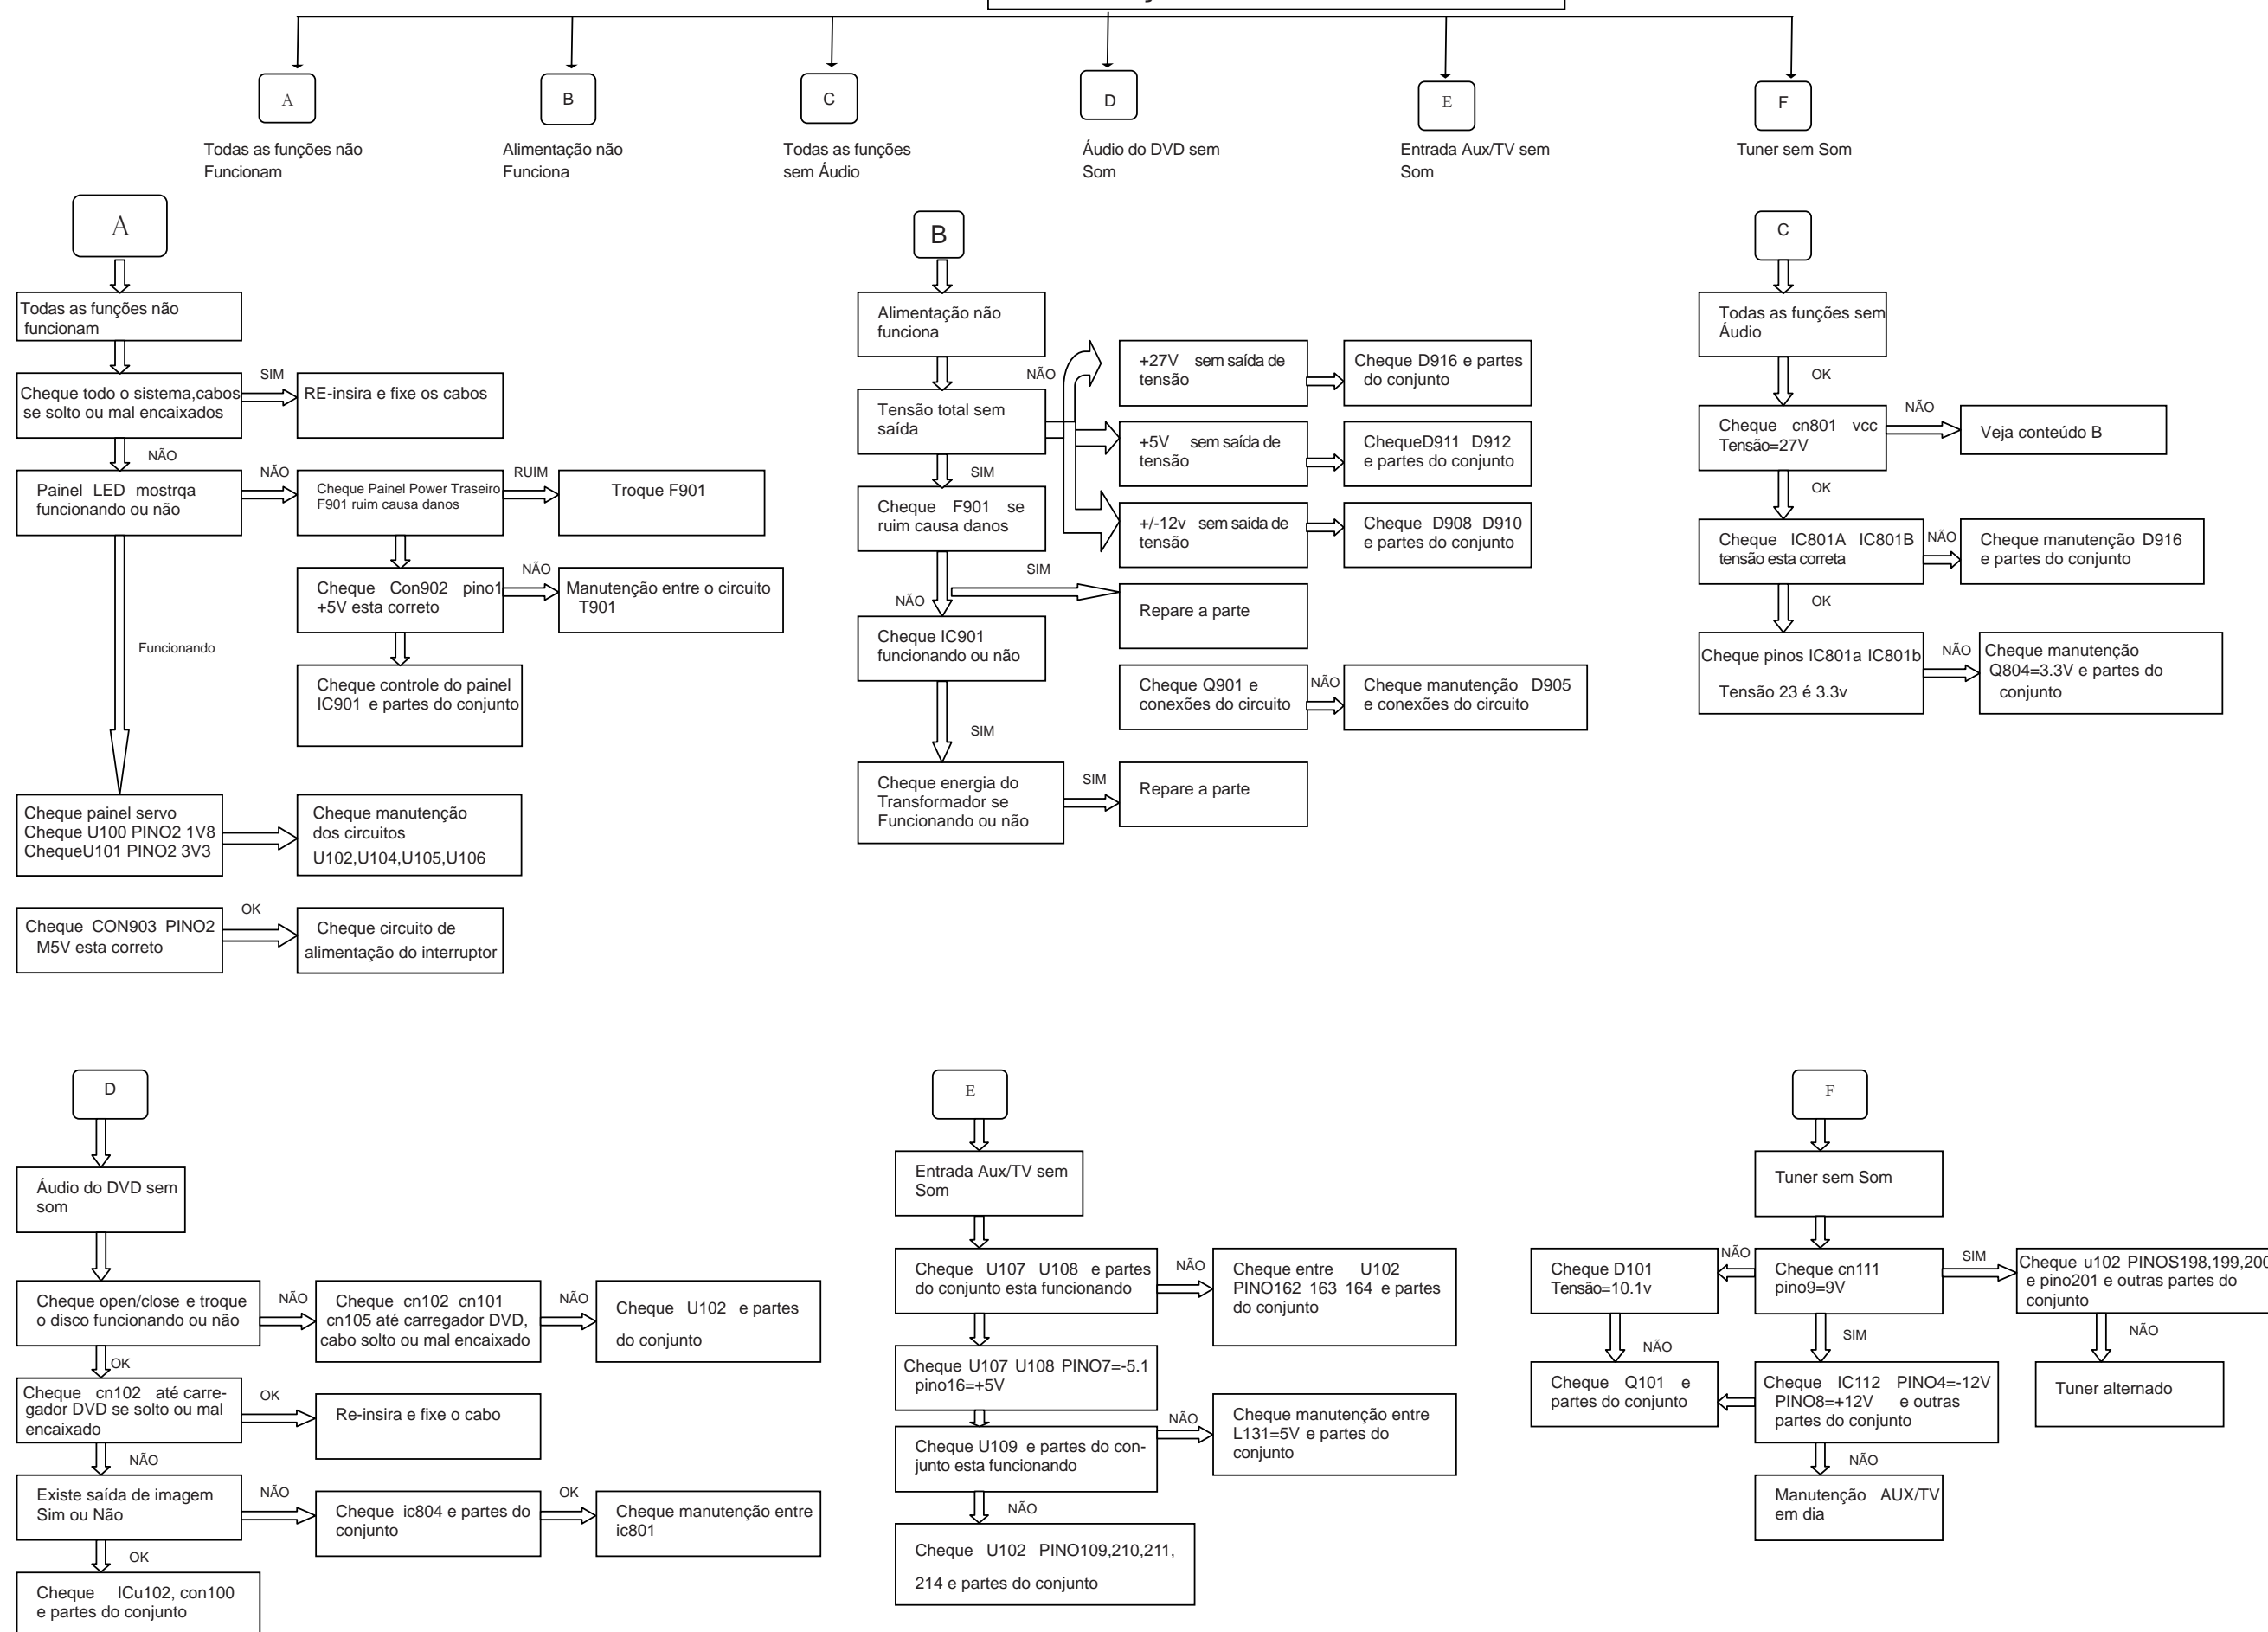 A
B
C
D
E
F
Todas as funções não
Funcionam
Alimentação não
Funciona
Todas as funções
sem Áudio
Áudio do DVD sem
Som
Entrada Aux/TV sem
Som
Tuner sem Som
A
Todas as funções não
funcionam
Cheque todo o sistema,cabos
se solto ou mal encaixados
SIM
RE-insira e fixe os cabos
NÃO
Painel LED mostrqa
funcionando ou não
NÃO
Cheque Painel Power Traseiro
F901 ruim causa danos
RUIM
Troque F901
Cheque Con902 pino1
+5V esta correto
NÃO
Manutenção entre o circuito
T901
Funcionando
Cheque controle do painel
IC901 e partes do conjunto
Cheque painel servo
Cheque U100 PINO2 1V8
ChequeU101 PINO2 3V3
Cheque manutenção
dos circuitos
U102,U104,U105,U106
Cheque CON903 PINO2
M5V esta correto
OK
Cheque circuito de
alimentação do interruptor
B
Alimentação não
funciona
NÃO
Tensão total sem
saída
+27V sem saída de
tensão
Cheque D916 e partes
do conjunto
+5V sem saída de
tensão
ChequeD911 D912
e partes do conjunto
+/-12v sem saída de
tensão
Cheque D908 D910
e partes do conjunto
SIM
Cheque F901 se
ruim causa danos
SIM
Repare a parte
NÃO
Cheque IC901
funcionando ou não
Cheque Q901 e
conexões do circuito
NÃO
Cheque manutenção D905
e conexões do circuito
SIM
Cheque energia do
Transformador se
Funcionando ou não
SIM
Repare a parte
C
Todas as funções sem
Áudio
OK
Cheque cn801 vcc
Tensão=27V
NÃO
Veja conteúdo B
OK
Cheque IC801A IC801B
tensão esta correta
NÃO
Cheque manutenção D916
e partes do conjunto
OK
Cheque pinos IC801a IC801b
Tensão 23 é 3.3v
NÃO
Cheque manutenção
Q804=3.3V e partes do
conjunto
D
Áudio do DVD sem
som
Cheque open/close e troque
o disco funcionando ou não
NÃO
Cheque cn102 cn101
cn105 até carregador DVD,
cabo solto ou mal encaixado
NÃO
Cheque U102 e partes
do conjunto
OK
Cheque cn102 até carre-
gador DVD se solto ou mal
encaixado
OK
Re-insira e fixe o cabo
NÃO
Existe saída de imagem
Sim ou Não
NÃO
Cheque ic804 e partes do
conjunto
OK
Cheque manutenção entre
ic801
OK
Cheque ICu102, con100
e partes do conjunto
E
Entrada Aux/TV sem
Som
Cheque U107 U108 e partes
do conjunto esta funcionando
NÃO
Cheque entre U102
PINO162 163 164 e partes
do conjunto
Cheque U107 U108 PINO7=-5.1
pino16=+5V
Cheque U109 e partes do con-
junto esta funcionando
NÃO
Cheque manutenção entre
L131=5V e partes do
conjunto
NÃO
Cheque U102 PINO109,210,211,
214 e partes do conjunto
F
Tuner sem Som
Cheque D101
Tensão=10.1v
NÃO
Cheque cn111
pino9=9V
SIM
Cheque u102 PINOS198,199,200
e pino201 e outras partes do
conjunto
NÃO
SIM
NÃO
Cheque Q101 e
partes do conjunto
Cheque IC112 PINO4=-12V
PINO8=+12V e outras
partes do conjunto
Tuner alternado
NÃO
Manutenção AUX/TV
em dia